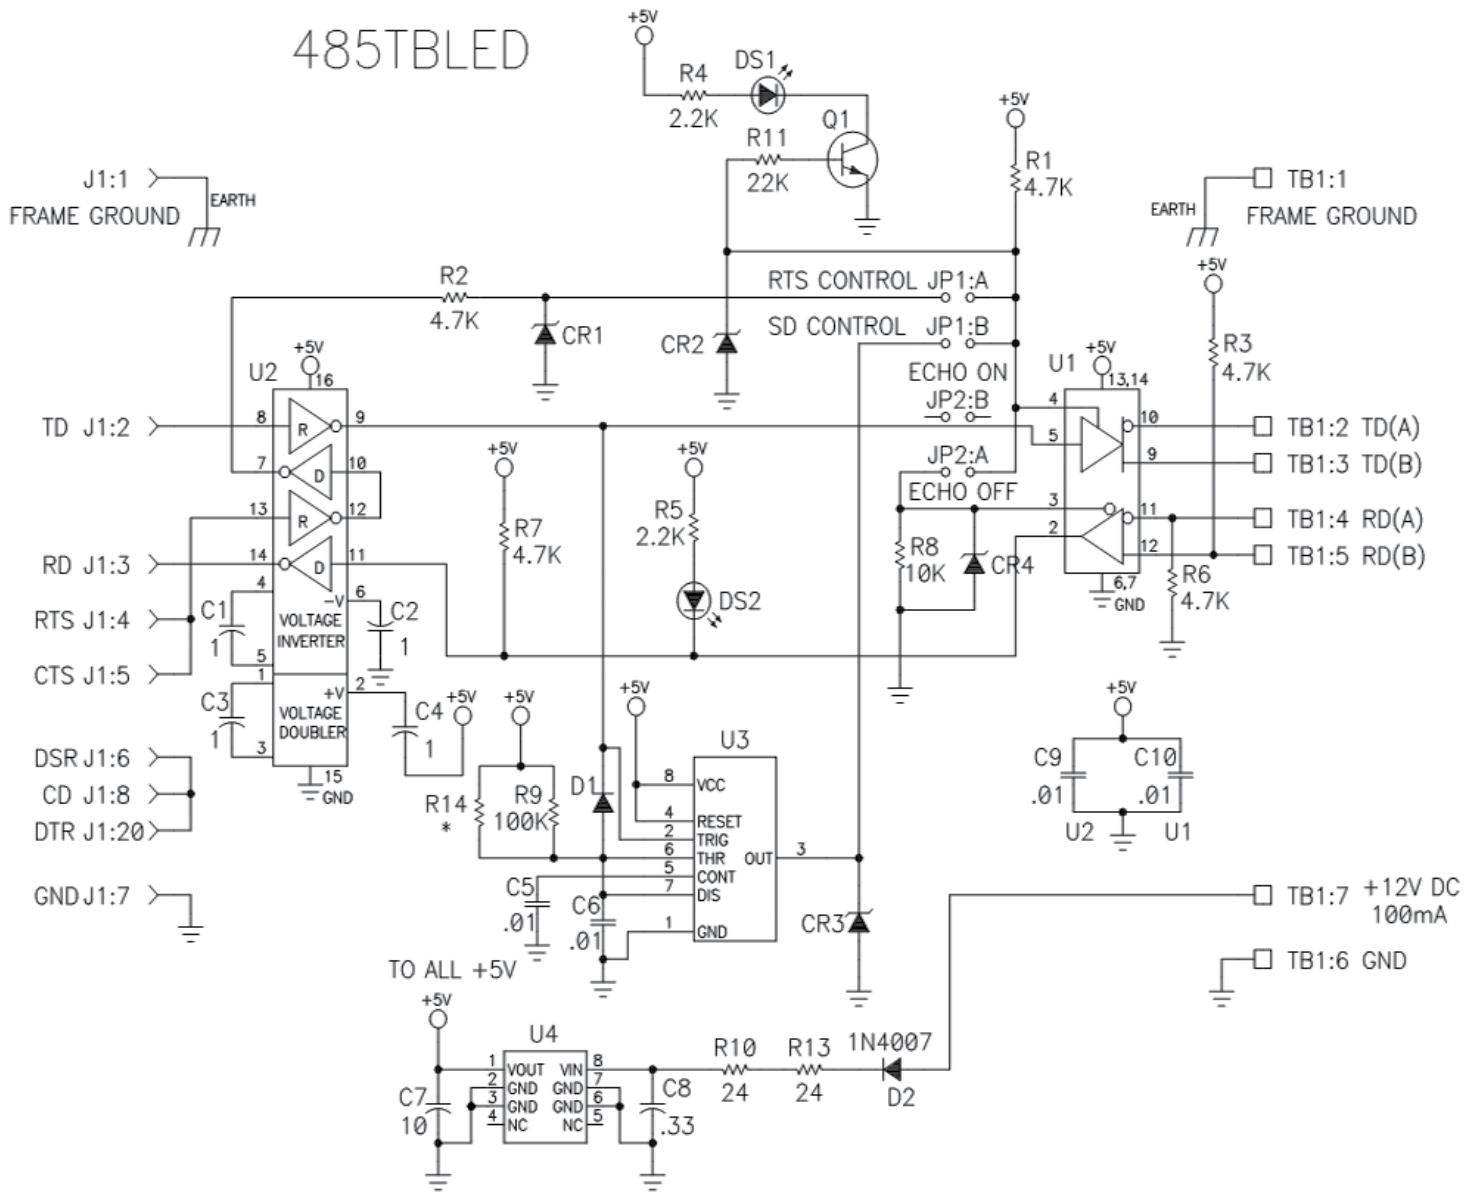 485TBLED
+5V
R4
2.2K
DS1
Q1
R11
22K
+5V
R1
4.7K
J1:1
FRAME GROUND
EARTH
TB1:1
EARTH
FRAME GROUND
+5V
R2
4.7K
CR1
RTS CONTROL JP1:A
SD CONTROL JP1:B
CR2
ECHO ON
JP2:B
JP2:A
ECHO OFF
R3
4.7K
U2
+5V
16
U1
+5V
13,14
TD J1:2
8
R
9
4
5
10
TB1:2 TD(A)
7
D
10
9
TB1:3 TD(B)
13
R
12
3
11
TB1:4 RD(A)
RD J1:3
14
D
11
2
12
TB1:5 RD(B)
+5V
R7
4.7K
+5V
R5
2.2K
DS2
R8
10K
CR4
6,7
GND
R6
4.7K
RTS J1:4
CTS J1:5
C1
1
4
5
–V
6
VOLTAGE
INVERTER
C2
1
C3
1
1
3
+V
2
VOLTAGE
DOUBLER
C4
1
+5V
15
GND
DSR J1:6
CD J1:8
DTR J1:20
GND J1:7
+5V
R14
*
R9
100K
D1
+5V
U3
8 VCC
4 RESET
2 TRIG
6 THR
5 CONT
7 DIS
1 GND
OUT 3
C5
.01
C6
.01
CR3
+5V
C9
.01
C10
.01
U2
U1
TB1:7 +12V DC
100mA
TB1:6 GND
TO ALL +5V
+5V
C7
10
U4
1 VOUT VIN 8
2 GND GND 7
3 GND GND 6
4 NC NC 5
C8
.33
R10
24
R13
24
1N4007
D2